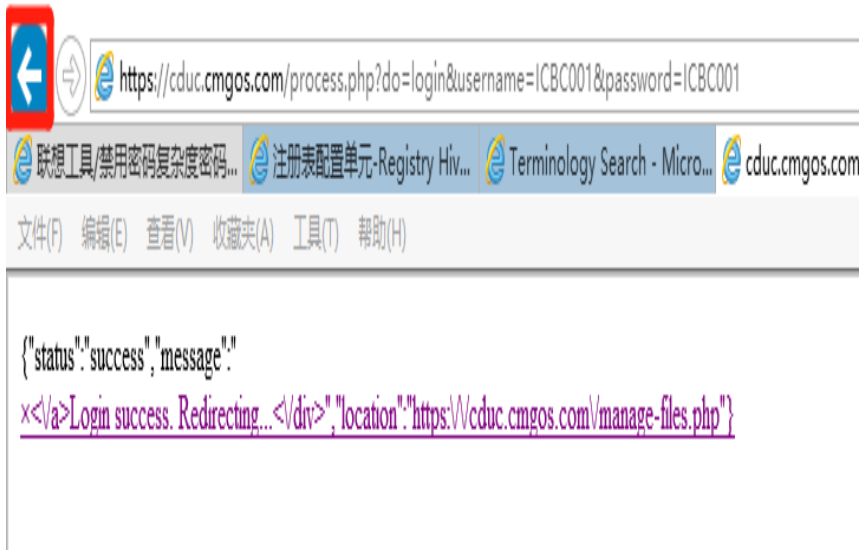 https://cduc.cmgos.com/process.php?do=login&username=ICBC001&password=ICBC001
联想工具/禁用密码复杂度密码... 注册表配置单元-Registry Hiv... Terminology Search - Micro... cduc.cmgos.com
文件(F) 编辑(E) 查看(V) 收藏夹(A) 工具(T) 帮助(H)
{"status":"success","message":"
×<\/a>Login success. Redirecting...<\/div>","location":"https:\/\/cduc.cmgos.com\/manage-files.php"}